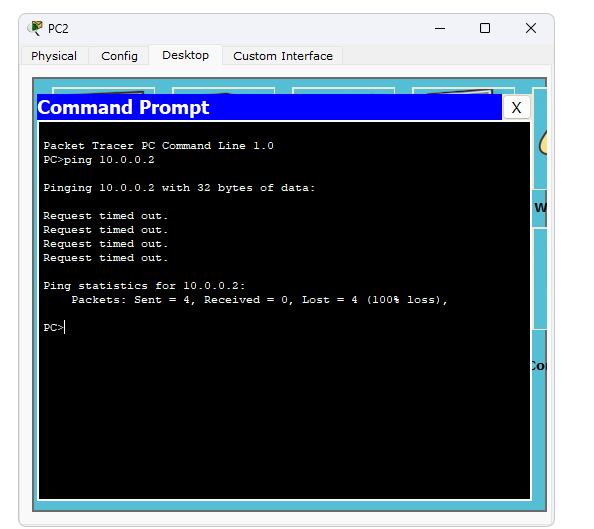 PC2
Physical Config Desktop Custom Interface
Command Prompt X
Packet Tracer PC Command Line 1.0
PC>ping 10.0.0.2
Pinging 10.0.0.2 with 32 bytes of data:
Request timed out.
Request timed out.
Request timed out.
Request timed out.
Ping statistics for 10.0.0.2:
    Packets: Sent = 4, Received = 0, Lost = 4 (100% loss),
PC>